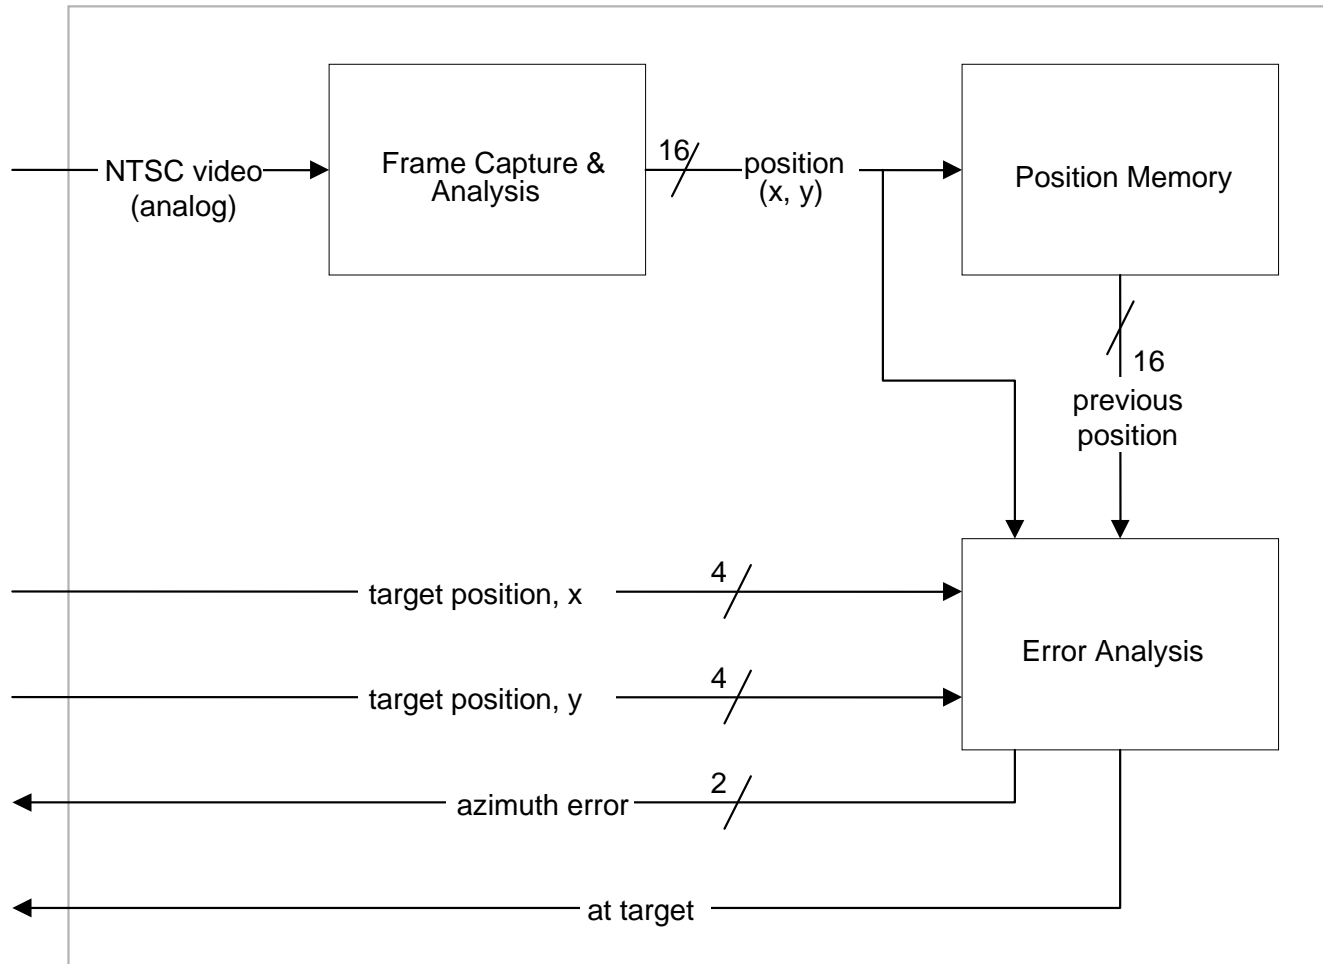 Frame Capture &
Analysis
Position Memory
NTSC video
(analog)
16
position
(x, y)
16
previous
position
target position, x
4
Error Analysis
target position, y
4
azimuth error
2
at target